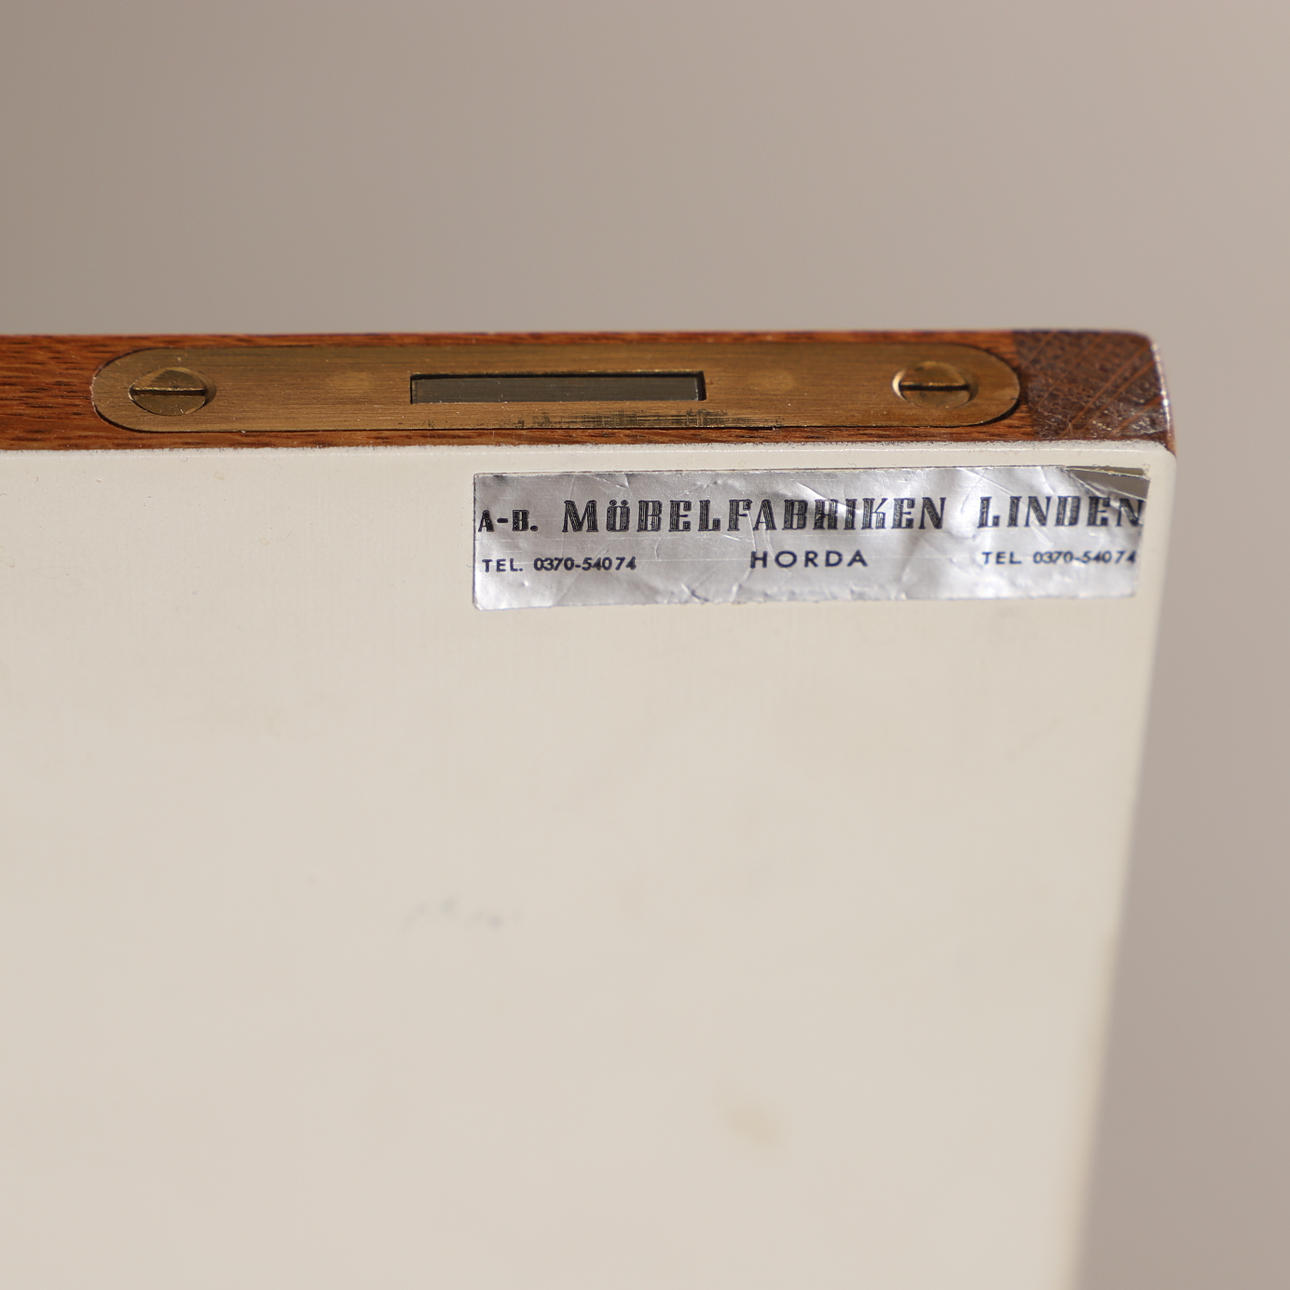 A-B. MÖBELFABRIKEN LINDEN
TEL. 0370-54074 HORDA TEL. 0370-54074